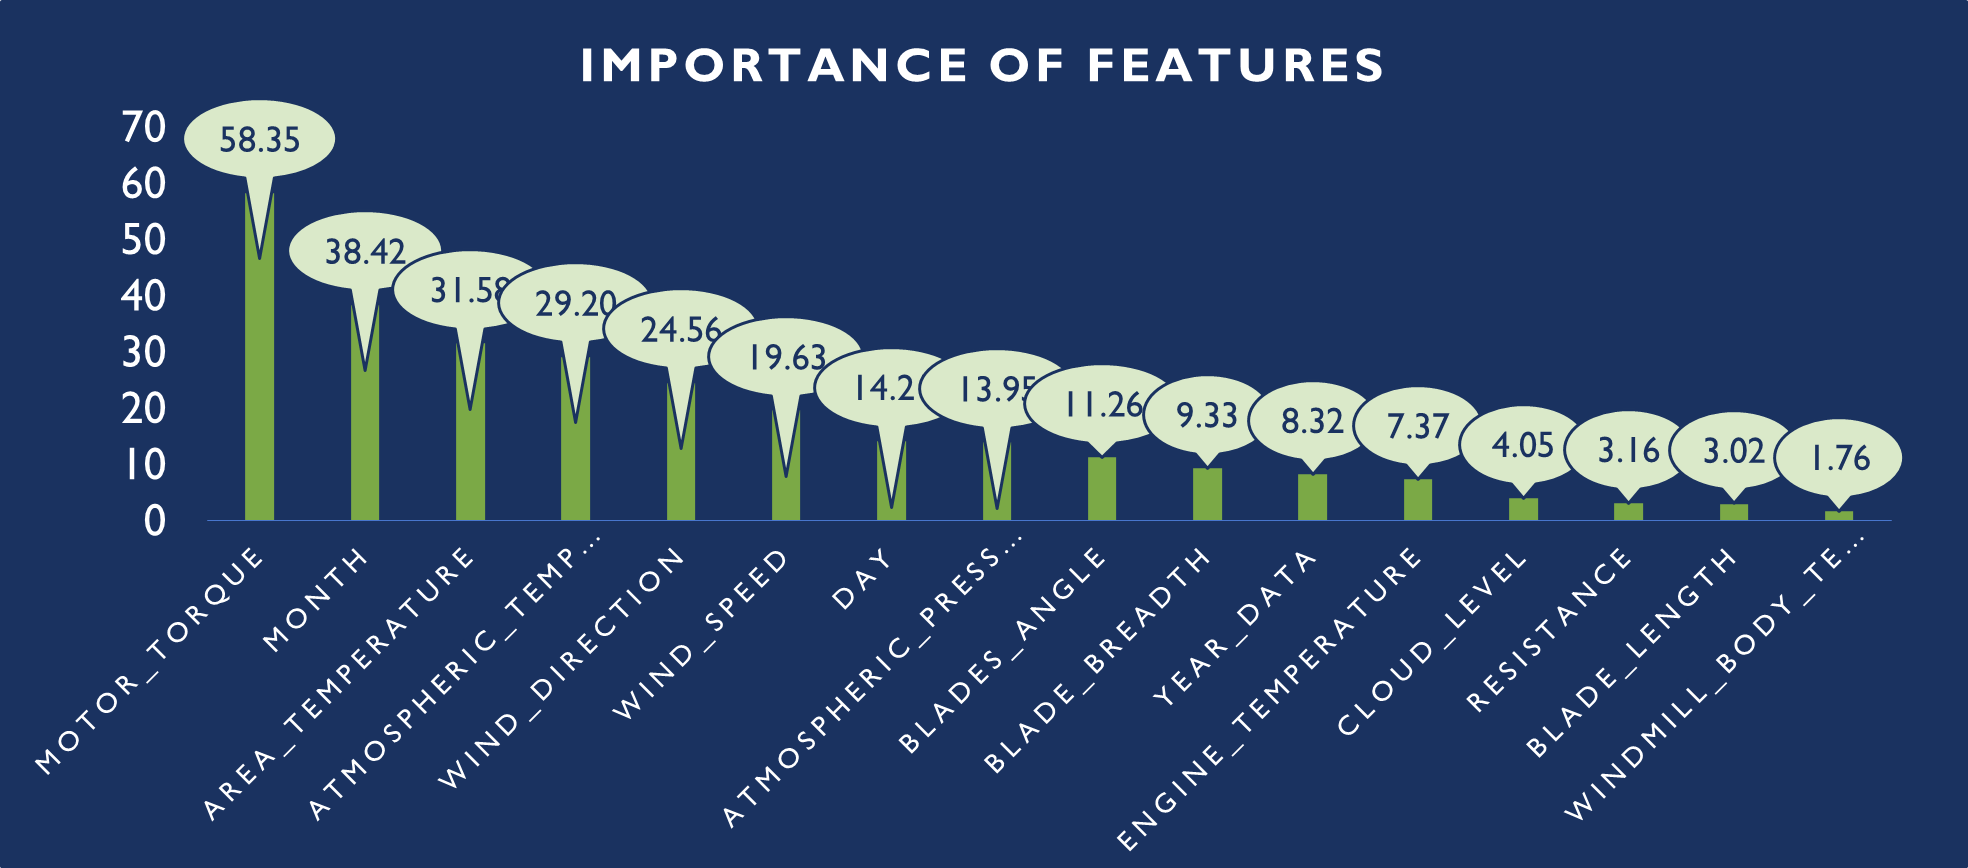 IMPORTANCE OF FEATURES
70
60
50
40
30
20
10
0
58.35
38.42
31.58
29.20
24.56
19.63
14.2
13.95
11.26
9.33
8.32
7.37
4.05
3.16
3.02
1.76
MOTOR_TORQUE
MONTH
AREA_TEMPERATURE
ATMOSPHERIC_TEMP…
WIND_DIRECTION
WIND_SPEED
DAY
ATMOSPHERIC_PRESS…
BLADES_ANGLE
BLADE_BREADTH
YEAR_DATA
ENGINE_TEMPERATURE
CLOUD_LEVEL
RESISTANCE
BLADE_LENGTH
WINDMILL_BODY_TE…